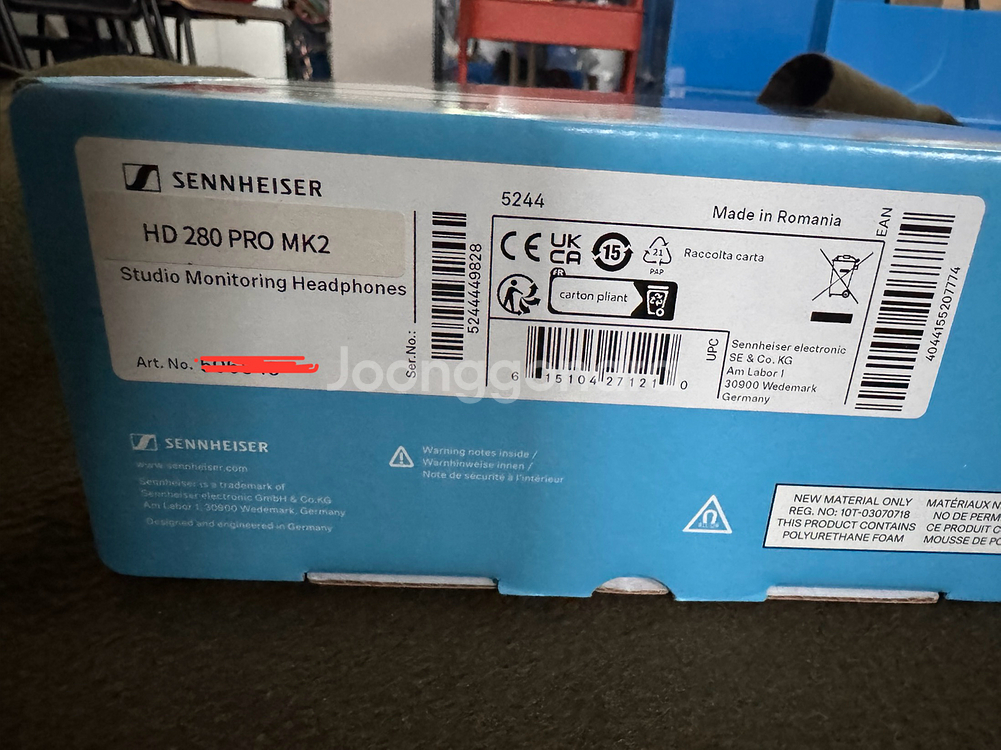 SENNHEISER
HD 280 PRO MK2
Studio Monitoring Headphones
Art. No.
Ser.No.:
5244449828
5244
Made in Romania
CE UK CA 15 21 PAP Raccolta carta
FR
carton pliant
6 15104 27121 0
UPC
Sennheiser electronic
SE & Co. KG
Am Labor 1
30900 Wedemark
Germany
EAN
4044155207774
Joongg
SENNHEISER
www.sennheiser.com
Sennheiser is a trademark of
Sennheiser electronic GmbH & Co.KG
Am Labor 1, 30900 Wedemark, Germany
Designed and engineered in Germany
Warning notes inside /
Warnhinweise innen /
Note de sécurité à l'intérieur
NEW MATERIAL ONLY
REG. NO: 10T-03070718
THIS PRODUCT CONTAINS
POLYURETHANE FOAM
MATÉRIAUX N
NO DE PERM
CE PRODUIT C
MOUSSE DE PO